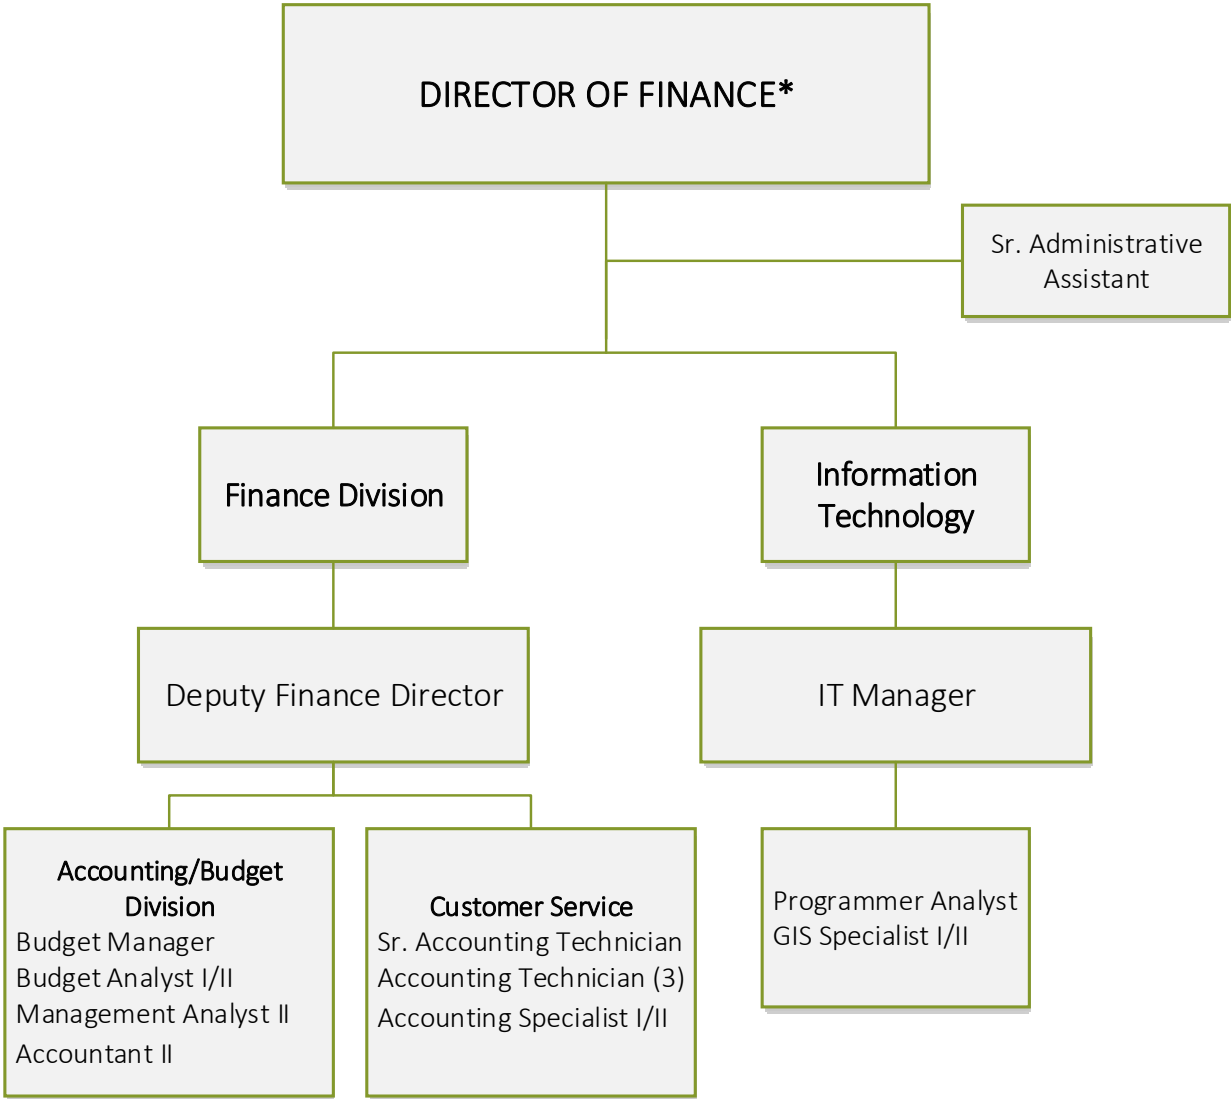 DIRECTOR OF FINANCE*
Sr. Administrative
Assistant
Finance Division
Information
Technology
Deputy Finance Director
IT Manager
Accounting/Budget
Division
Budget Manager
Budget Analyst I/II
Management Analyst II
Accountant II
Customer Service
Sr. Accounting Technician
Accounting Technician (3)
Accounting Specialist I/II
Programmer Analyst
GIS Specialist I/II